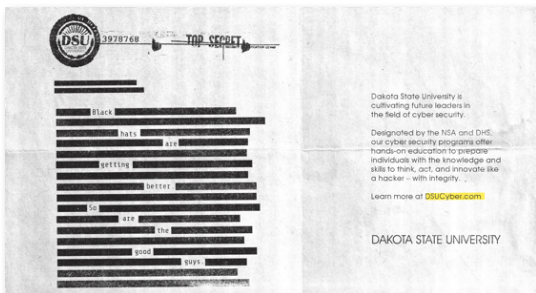 DSU
3978768
TOP SECRET
Black
hats
are
getting
better.
So
are
the
good
guys.
Dakota State University is
cultivating future leaders in
the field of cyber security.
Designated by the NSA and DHS,
our cyber security programs offer
hands-on education to prepare
individuals with the knowledge and
skills to think, act, and innovate like
a hacker – with integrity.
Learn more at DSUCyber.com
DAKOTA STATE UNIVERSITY